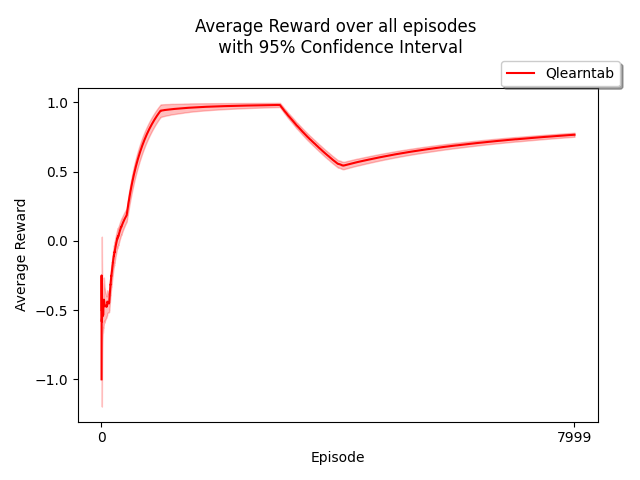 Average Reward over all episodes
with 95% Confidence Interval
Qlearntab
1.0
0.5
0.0
−0.5
−1.0
Average Reward
0
7999
Episode